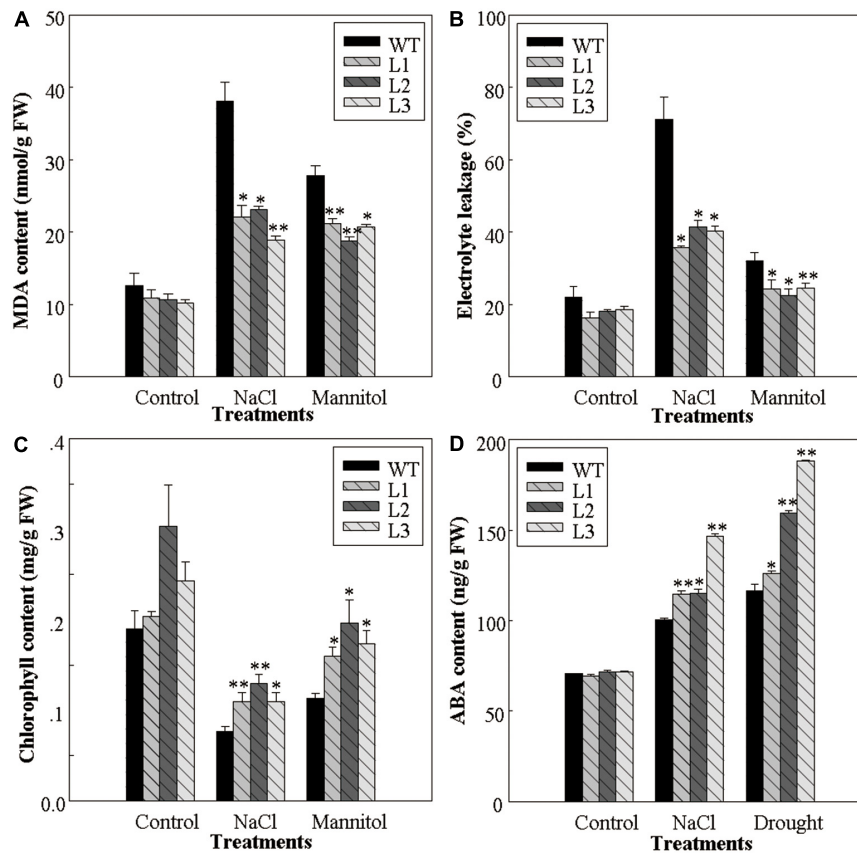 A
50
40
30
20
10
0
MDA content (nmol/g FW)
WT
L1
L2
L3
* * **
** ** *
Control NaCl Mannitol
Treatments
B
100
80
60
40
20
0
Electrolyte leakage (%)
WT
L1
L2
L3
* * *
* * **
Control NaCl Mannitol
Treatments
C
.4
.3
.2
.1
0.0
Chlorophyll content (mg/g FW)
WT
L1
L2
L3
** ** *
* * *
Control NaCl Mannitol
Treatments
D
200
150
100
50
0
ABA content (ng/g FW)
WT
L1
L2
L3
** * **
* ** **
Control NaCl Drought
Treatments